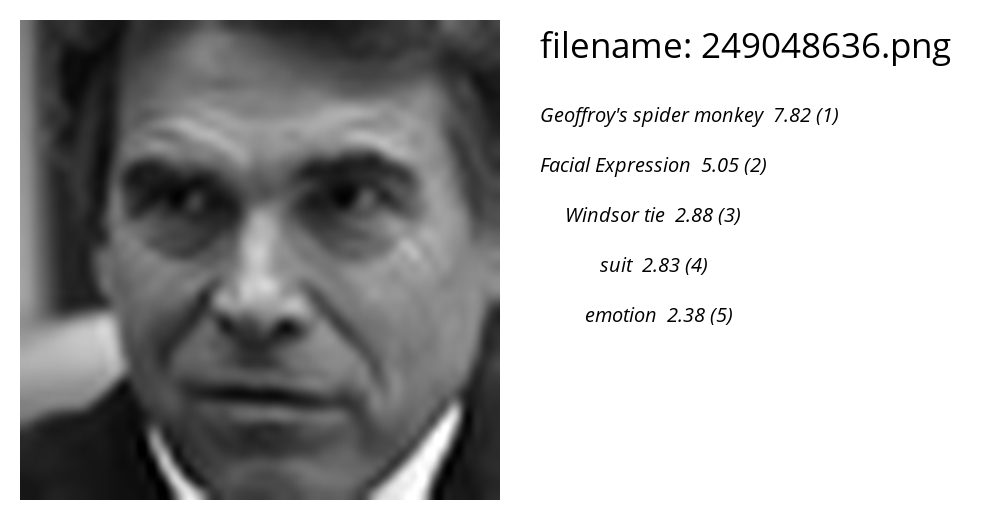 filename: 249048636.png
Geoffroy's spider monkey 7.82 (1)
Facial Expression 5.05 (2)
Windsor tie 2.88 (3)
suit 2.83 (4)
emotion 2.38 (5)